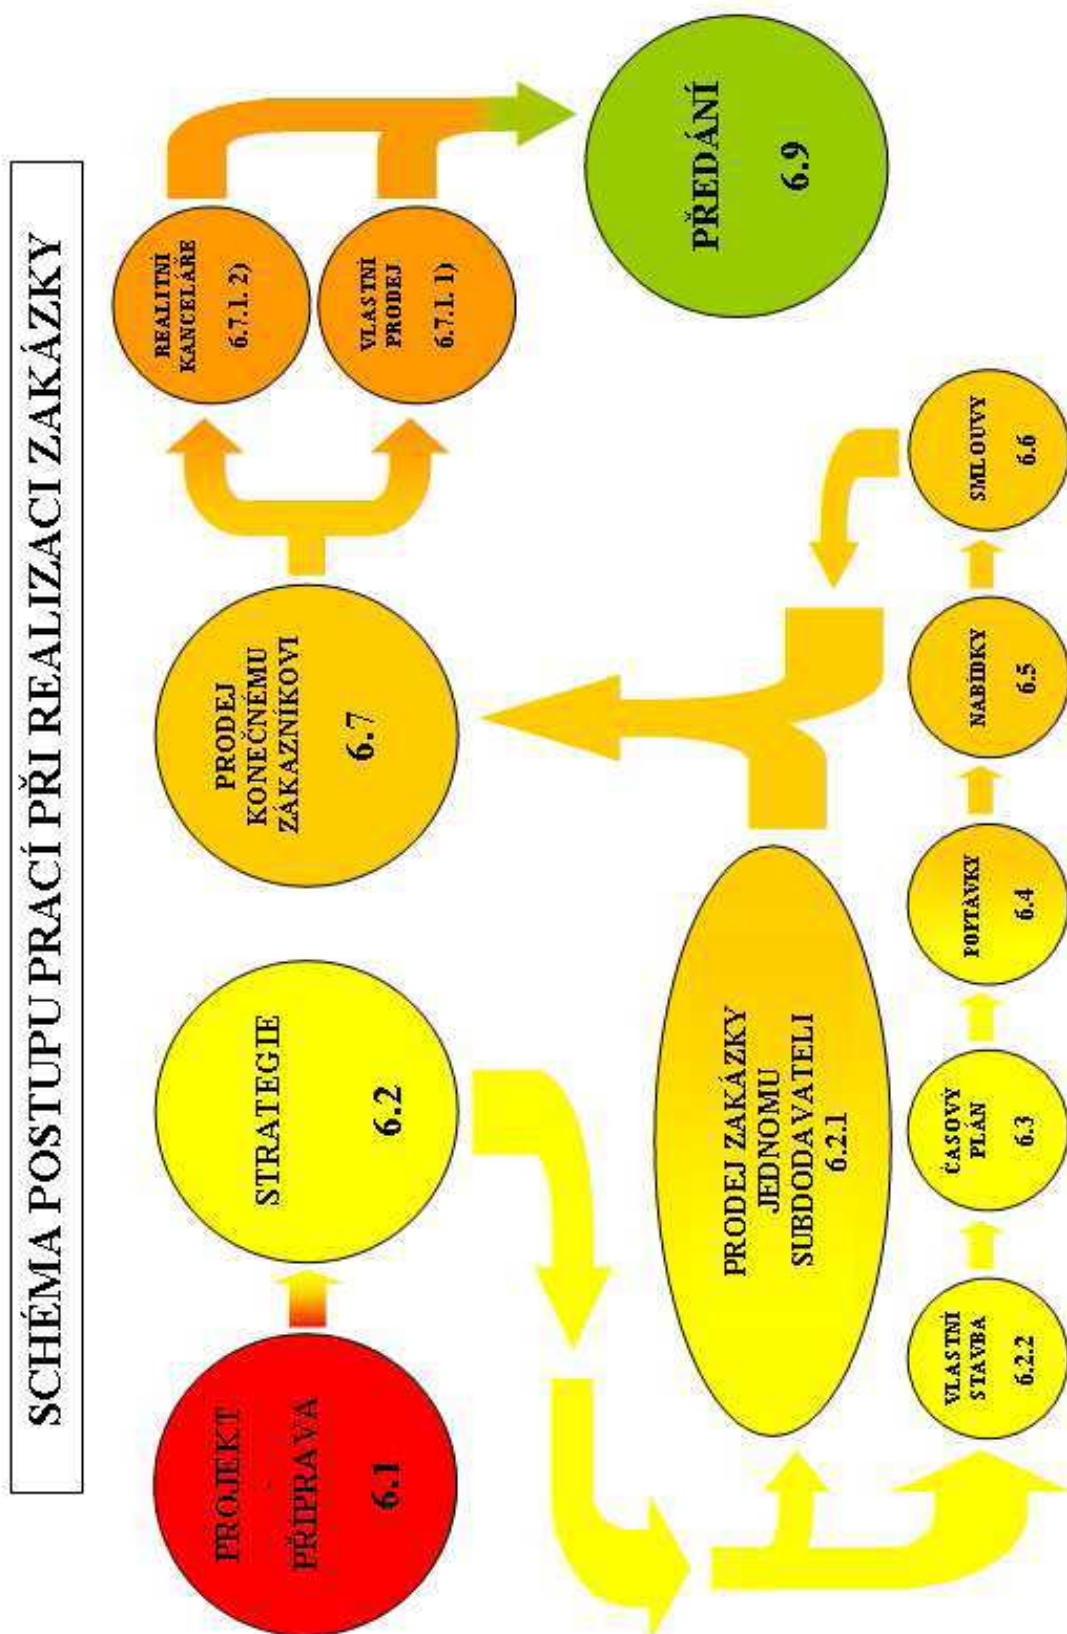 SCHÉMA POSTUPU PRACÍ PŘI REALIZACI ZAKÁZKY
PROJEKT
PŘÍPRAVA
6.1
STRATEGIE
6.2
PRODEJ ZAKÁZKY
JEDNOMU
SUBDODAVATELI
6.2.1
VLASTNÍ
STAVBA
6.2.2
ČASOVÝ
PLÁN
6.3
POPTÁVKY
6.4
NABÍDKY
6.5
SMLOUVY
6.6
PRODEJ
KONEČNÉMU
ZÁKAZNÍKOVI
6.7
REALITNÍ
KANCELÁŘE
6.7.1. 2)
VLASTNÍ
PRODEJ
6.7.1. 1)
PŘEDÁNÍ
6.9